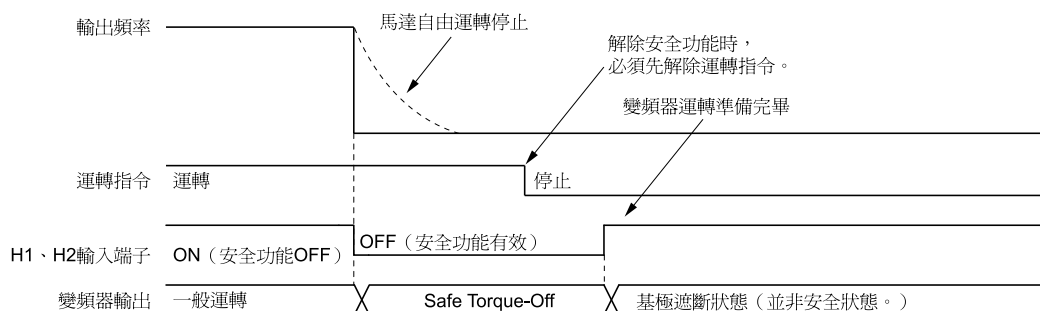 輸出頻率
馬達自由運轉停止
解除安全功能時，
必須先解除運轉指令。
變頻器運轉準備完畢
運轉指令
運轉
停止
H1、H2輸入端子
ON（安全功能OFF）
OFF（安全功能有效）
變頻器輸出
一般運轉
Safe Torque-Off
基極遮斷狀態（並非安全狀態。）